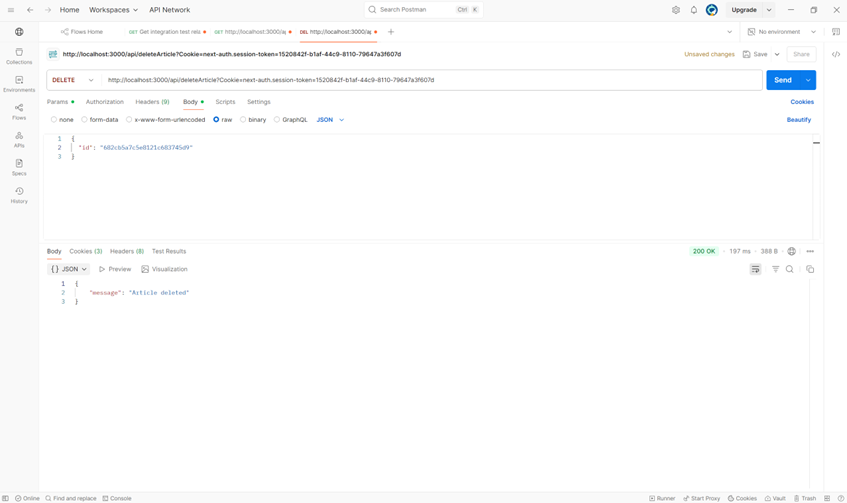 Home Workspaces API Network Search Postman Ctrl K Upgrade
Flows Home GET Get integration test rela GET http://localhost:3000/a DEL http://localhost:3000/a No environment
http://localhost:3000/api/deleteArticle?Cookie=next-auth.session-token=1520842f-b1af-44c9-8110-79647a3f607d Unsaved changes Save Share
DELETE http://localhost:3000/api/deleteArticle?Cookie=next-auth.session-token=1520842f-b1af-44c9-8110-79647a3f607d Send
Params Authorization Headers (9) Body Scripts Settings Cookies
none form-data x-www-form-urlencoded raw binary GraphQL JSON Beautify
1 {
2 "id": "682cb5a7c5e8121c683745d9"
3 }
Collections
Environments
Flows
APIs
Specs
History
Body Cookies (3) Headers (8) Test Results 200 OK 197 ms 388 B
{} JSON Preview Visualization
1 {
2 "message": "Article deleted"
3 }
Online Find and replace Console Runner Start Proxy Cookies Vault Trash